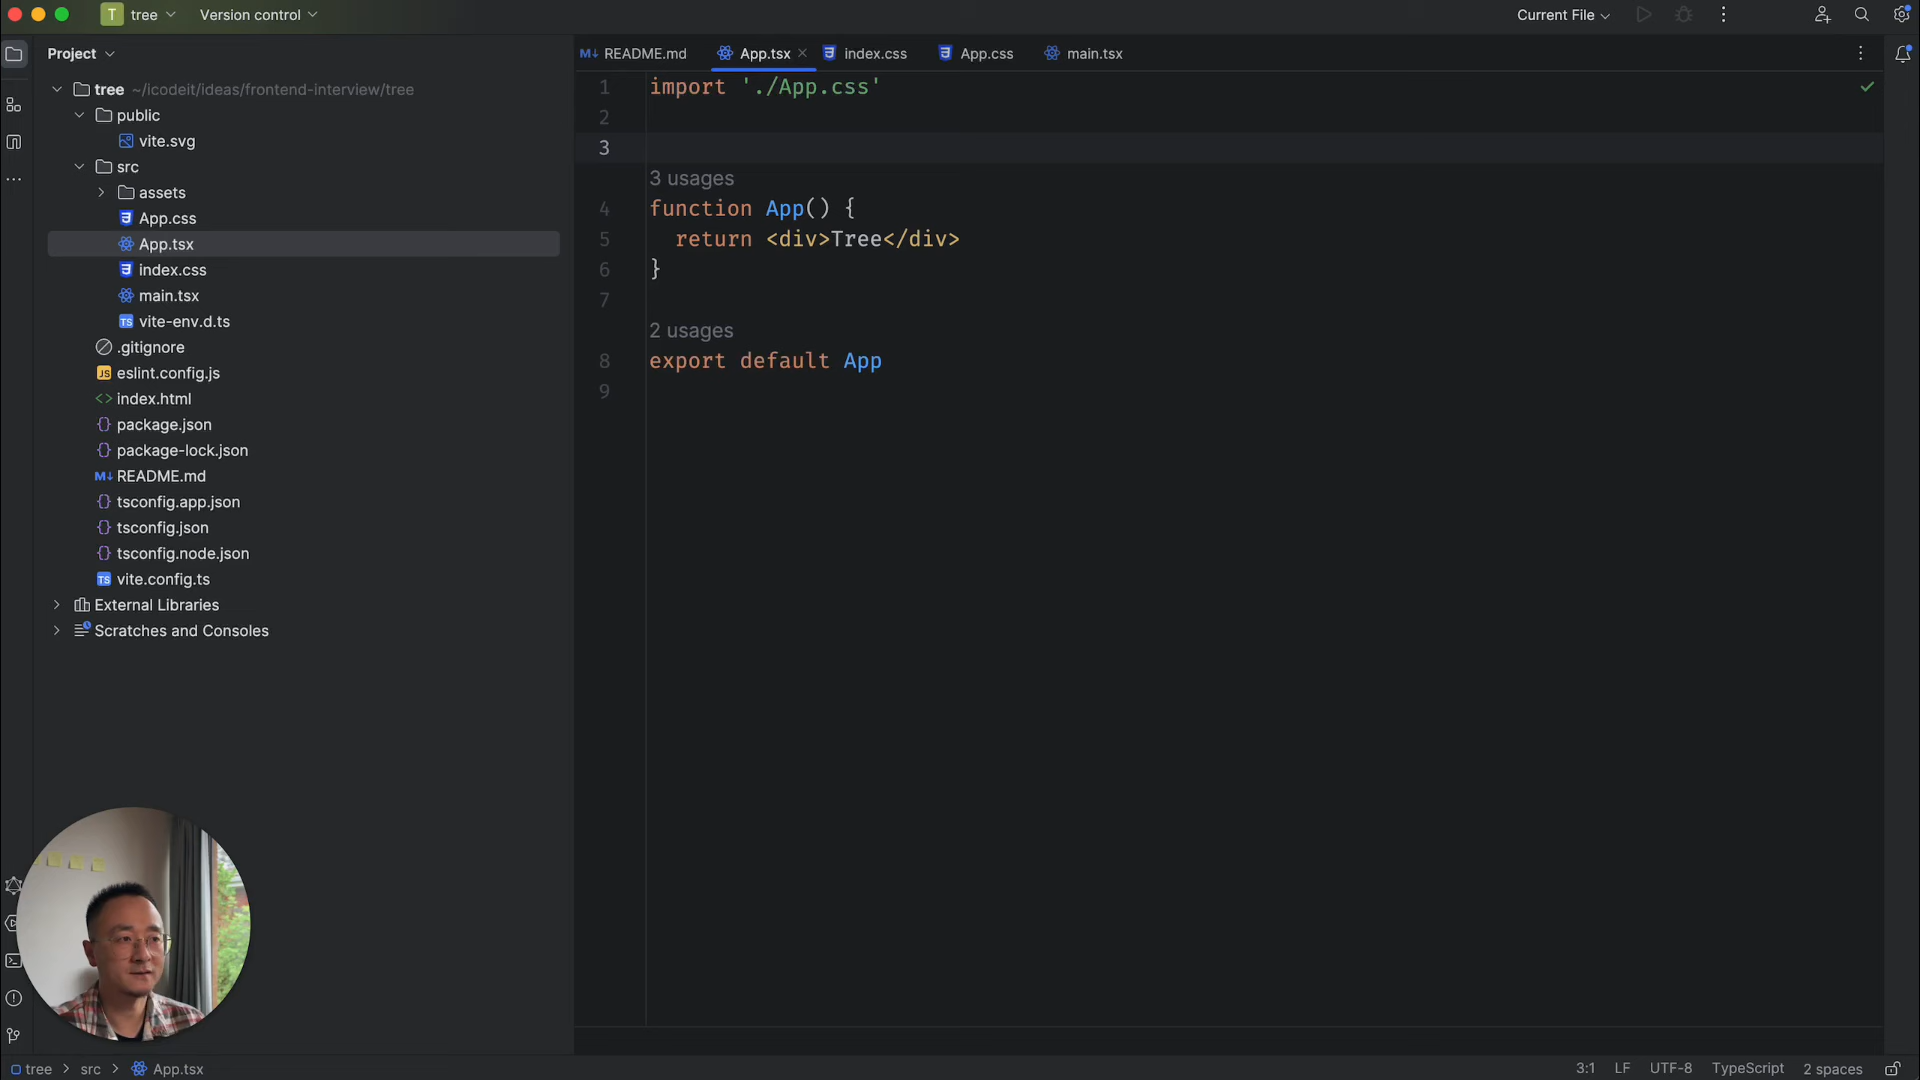 T tree Version control Current File
Project
README.md App.tsx index.css App.css main.tsx
tree ~/icodeit/ideas/frontend-interview/tree
public
vite.svg
src
assets
App.css
App.tsx
index.css
main.tsx
TS vite-env.d.ts
.gitignore
JS eslint.config.js
<> index.html
{} package.json
{} package-lock.json
M↓ README.md
{} tsconfig.app.json
{} tsconfig.json
{} tsconfig.node.json
TS vite.config.ts
External Libraries
Scratches and Consoles
1 import './App.css'
2
3
3 usages
4 function App() {
5 return <div>Tree</div>
6 }
7
2 usages
8 export default App
9
tree > src > App.tsx 3:1 LF UTF-8 TypeScript 2 spaces